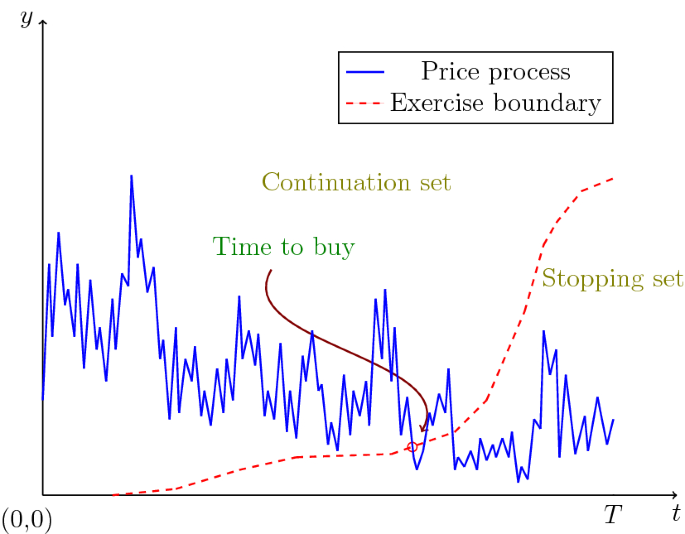 y
Price process
Exercise boundary
Continuation set
Time to buy
Stopping set
(0,0)
T
t